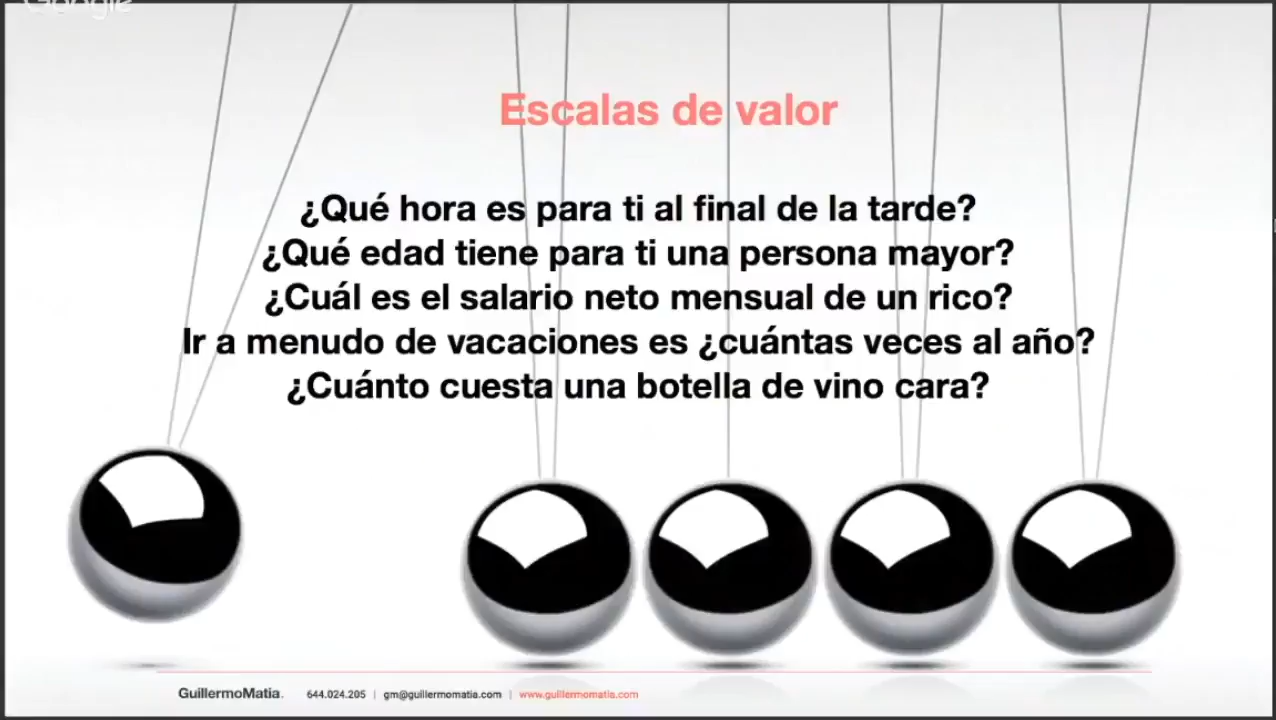 Google
Escalas de valor
¿Qué hora es para ti al final de la tarde?
¿Qué edad tiene para ti una persona mayor?
¿Cuál es el salario neto mensual de un rico?
Ir a menudo de vacaciones es ¿cuántas veces al año?
¿Cuánto cuesta una botella de vino cara?
GuillermoMatia. 644.024.205 | gm@guillermomatia.com | www.guillermomatia.com